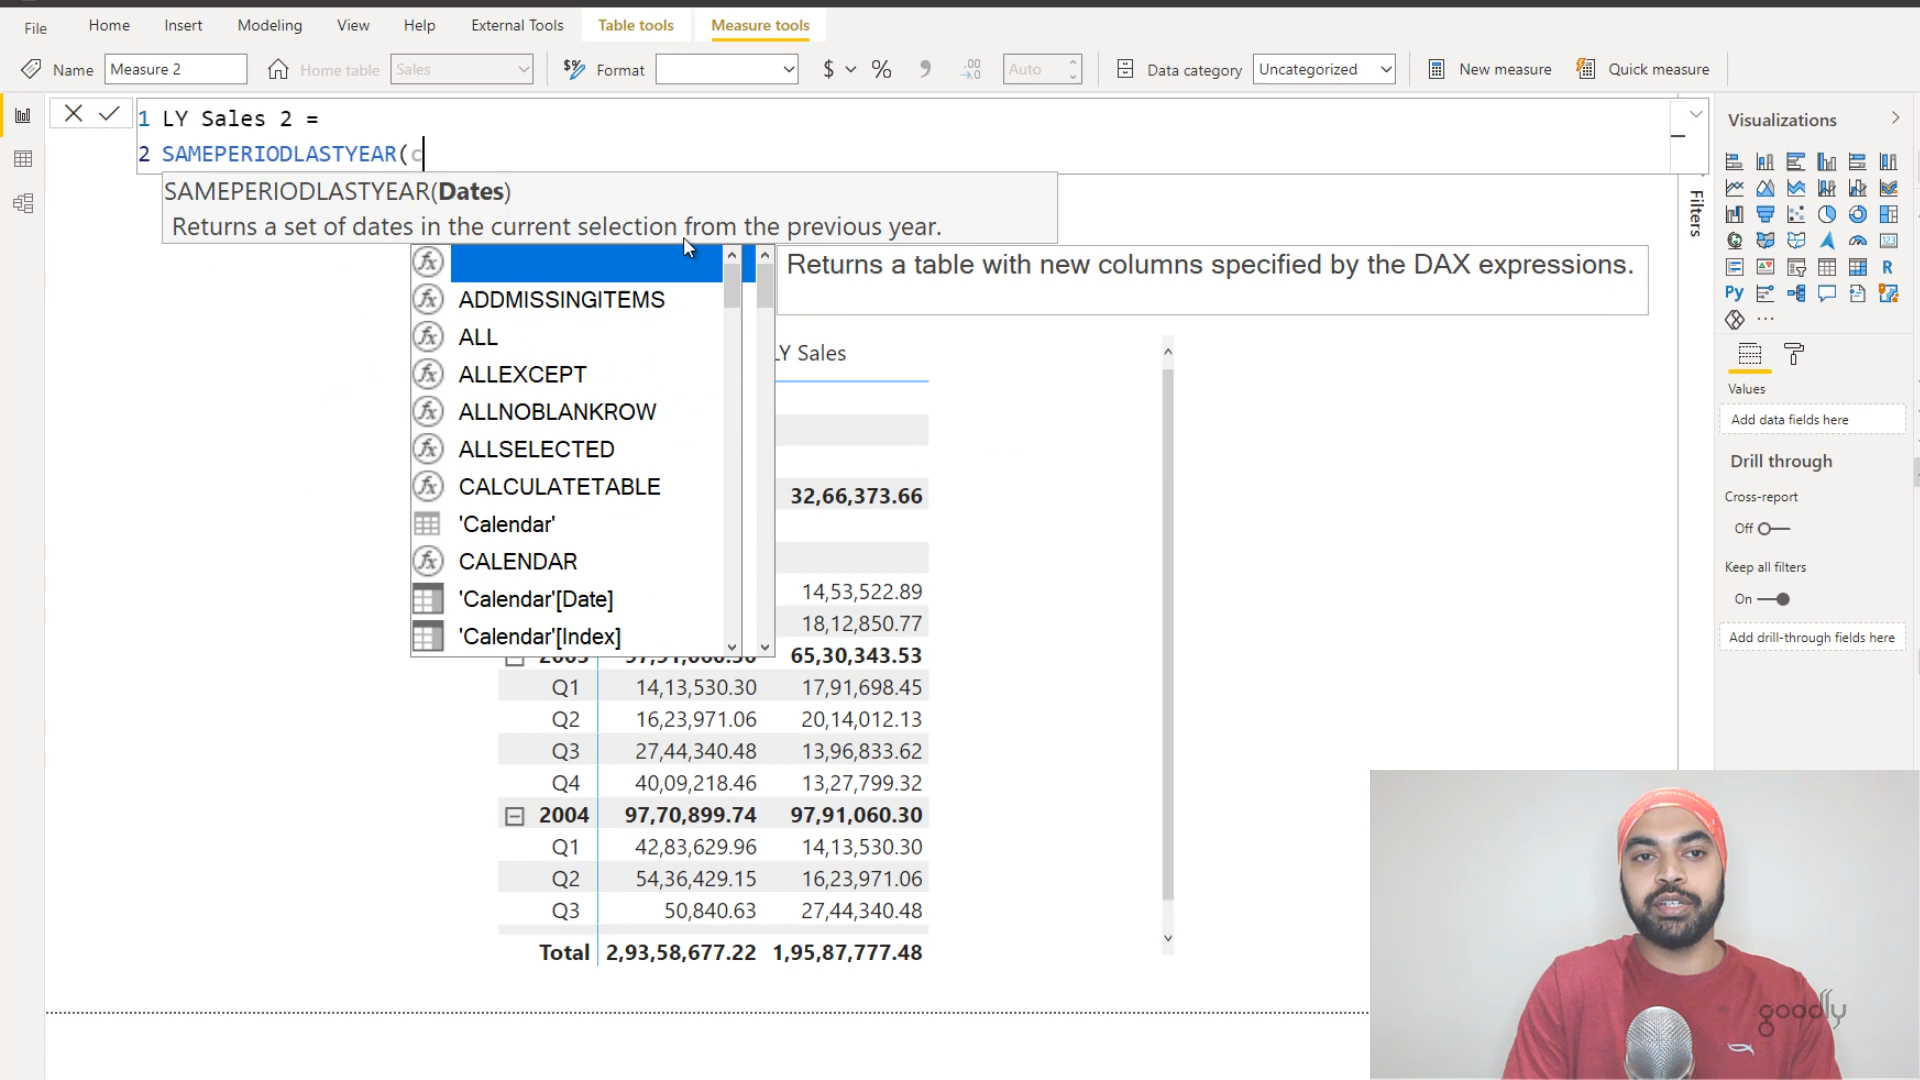 File Home Insert Modeling View Help External Tools Table tools Measure tools
Name Measure 2 Home table Sales Format $ % , .00 →.0 Auto Data category Uncategorized New measure Quick measure
1 LY Sales 2 =
2 SAMEPERIODLASTYEAR(c
SAMEPERIODLASTYEAR(Dates)
Returns a set of dates in the current selection from the previous year.
Returns a table with new columns specified by the DAX expressions.
ADDMISSINGITEMS
ALL
ALLEXCEPT
ALLNOBLANKROW
ALLSELECTED
CALCULATETABLE
'Calendar'
CALENDAR
'Calendar'[Date]
'Calendar'[Index]
LY Sales
32,66,373.66
14,53,522.89
18,12,850.77
2003 97,91,060.30 65,30,343.53
Q1 14,13,530.30 17,91,698.45
Q2 16,23,971.06 20,14,012.13
Q3 27,44,340.48 13,96,833.62
Q4 40,09,218.46 13,27,799.32
2004 97,70,899.74 97,91,060.30
Q1 42,83,629.96 14,13,530.30
Q2 54,36,429.15 16,23,971.06
Q3 50,840.63 27,44,340.48
Total 2,93,58,677.22 1,95,87,777.48
Filters
Visualizations
R
Py
Values
Add data fields here
Drill through
Cross-report
Off
Keep all filters
On
Add drill-through fields here
goodly